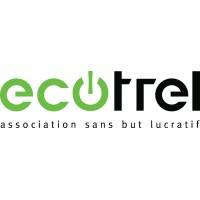 ecotrel
association sans but lucratif